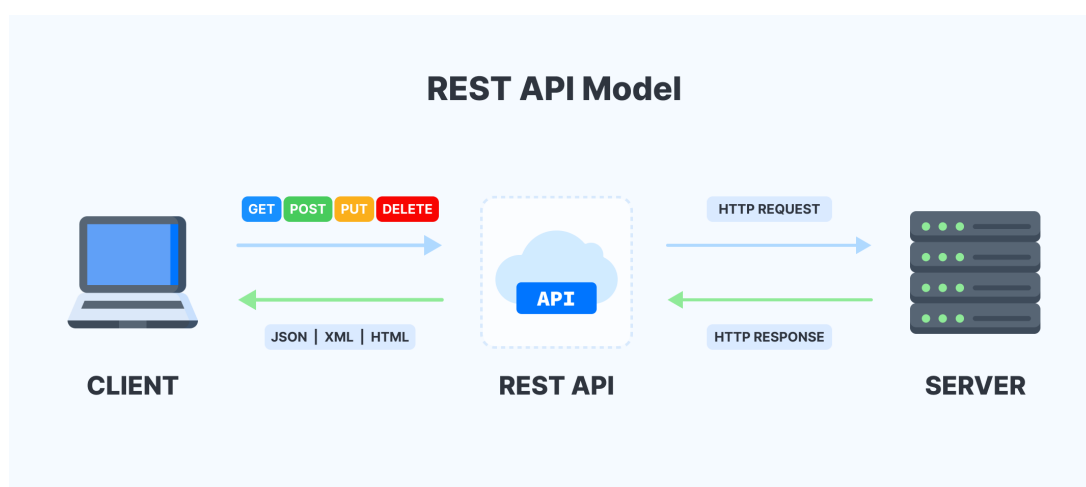 REST API Model
GET POST PUT DELETE
HTTP REQUEST
API
JSON | XML | HTML
HTTP RESPONSE
CLIENT
REST API
SERVER